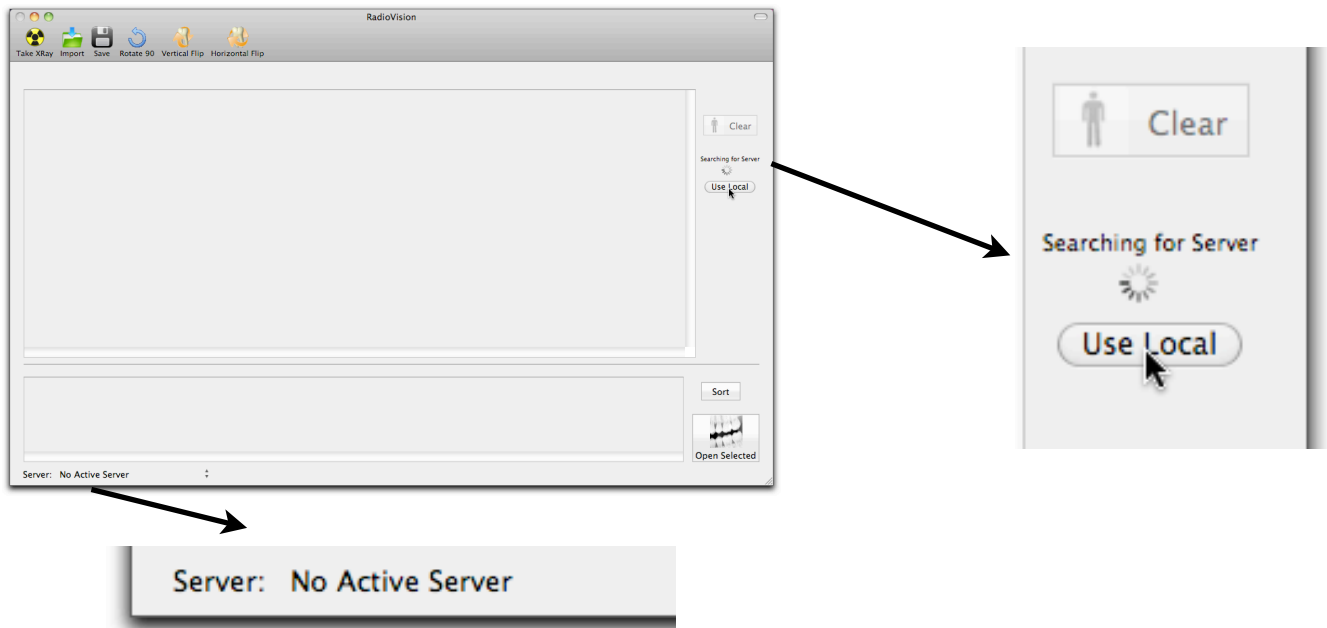 RadioVision
Take XRay Import Save Rotate 90 Vertical Flip Horizontal Flip
Clear
Searching for Server
Use Local
Sort
Open Selected
Server: No Active Server
Clear
Searching for Server
Use Local
Server: No Active Server